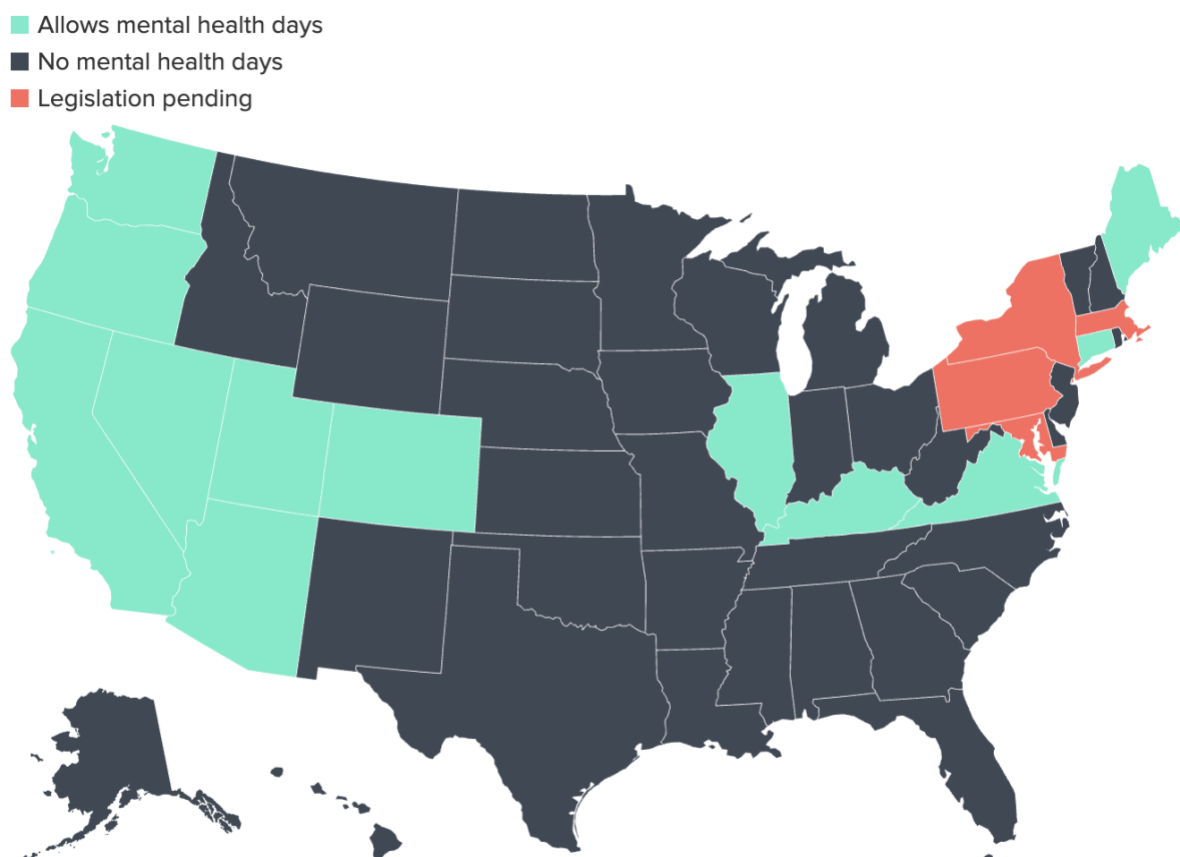 Allows mental health days
No mental health days
Legislation pending